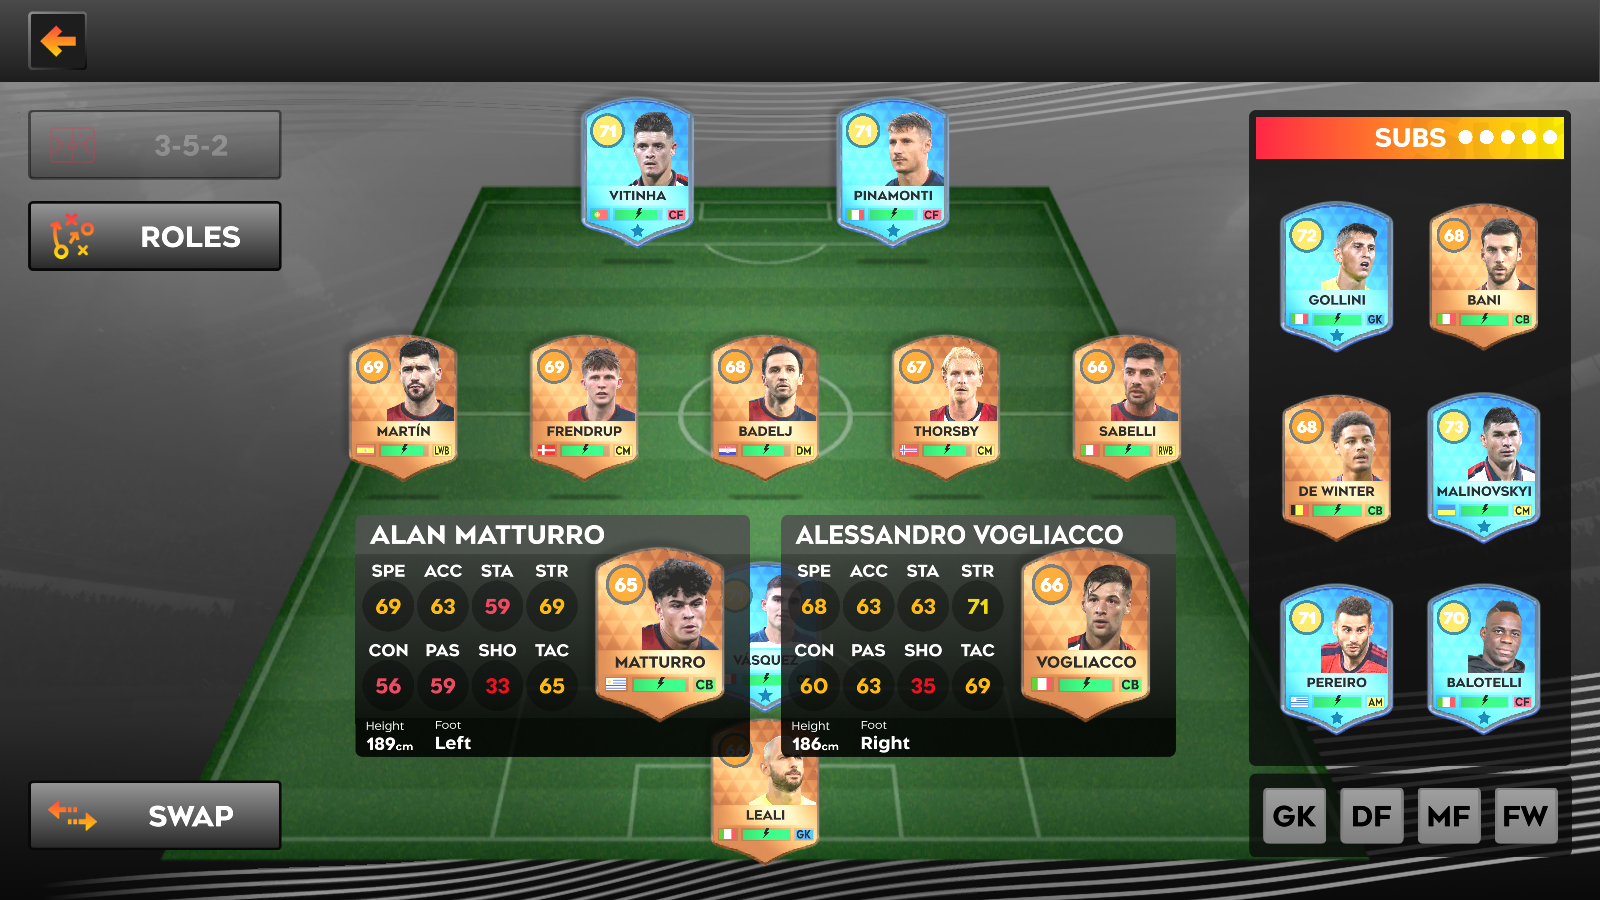 3-5-2
ROLES
SWAP
71
VITINHA
CF
71
PINAMONTI
CF
69
MARTÍN
LWB
69
FRENDRUP
CM
68
BADELJ
DM
67
THORSBY
CM
66
SABELLI
RWB
ALAN MATTURRO
SPE ACC STA STR
69 63 59 69
CON PAS SHO TAC
56 59 33 65
Height Foot
189cm Left
65
MATTURRO
CB
VÁSQUEZ
ALESSANDRO VOGLIACCO
SPE ACC STA STR
68 63 63 71
CON PAS SHO TAC
60 63 35 69
Height Foot
186cm Right
66
VOGLIACCO
CB
66
LEALI
GK
SUBS
72
GOLLINI
GK
68
BANI
CB
68
DE WINTER
CB
73
MALINOVSKYI
CM
71
PEREIRO
AM
70
BALOTELLI
CF
GK DF MF FW